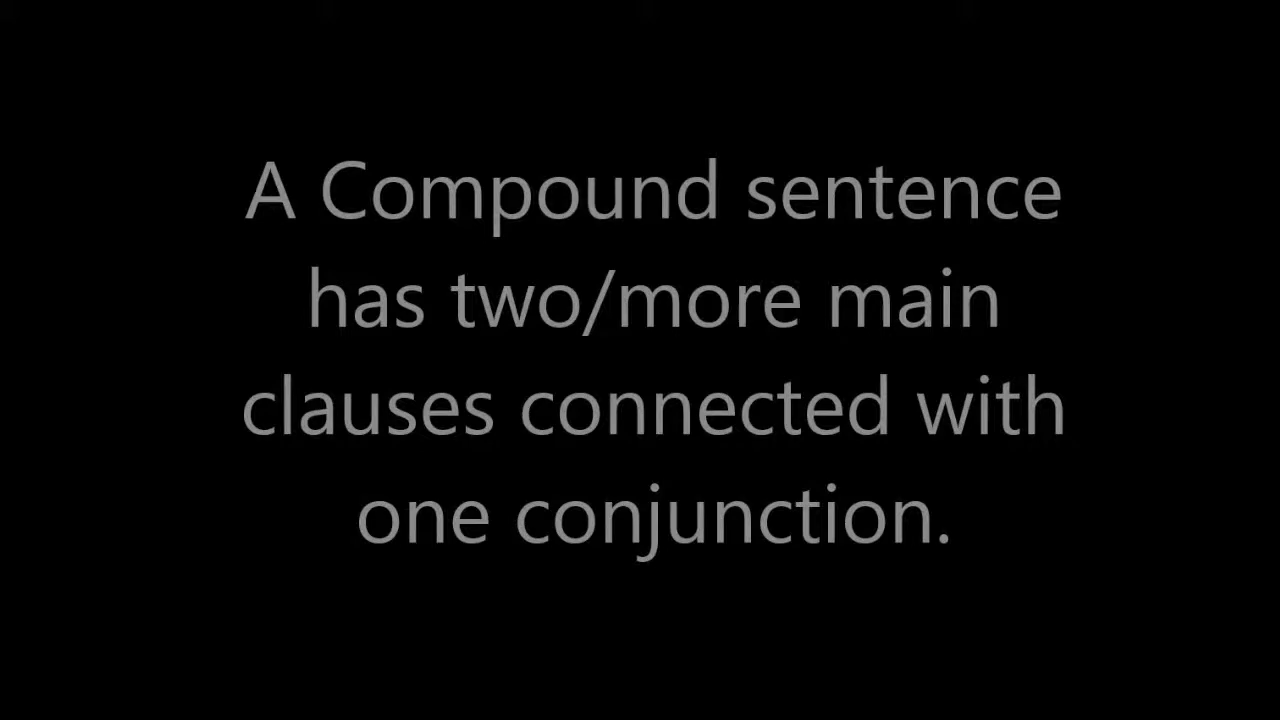 A Compound sentence
has two/more main
clauses connected with
one conjunction.